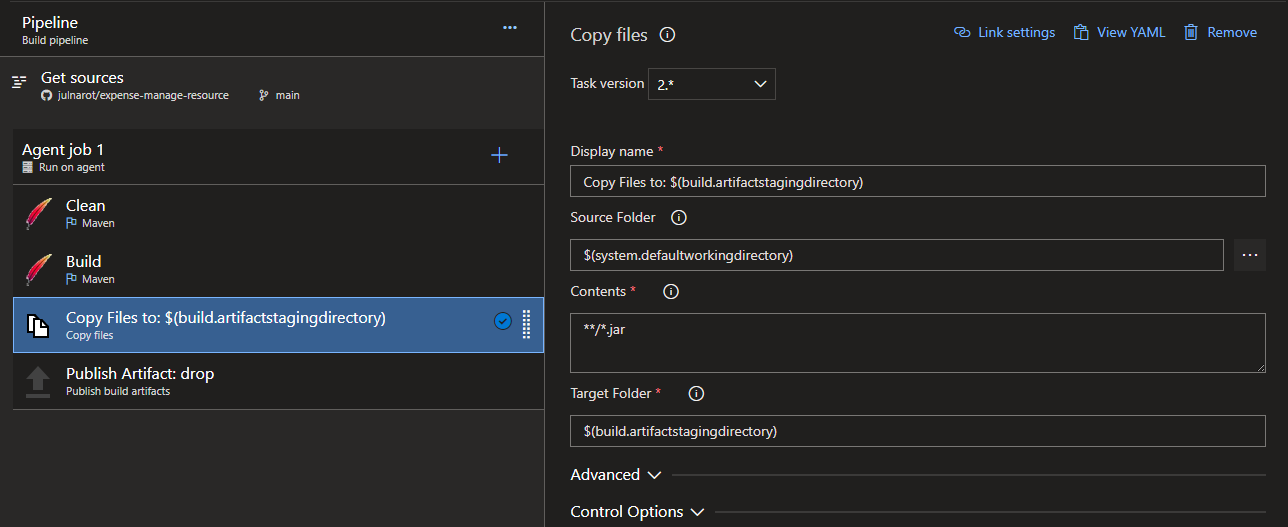 Pipeline
Build pipeline
Get sources
julnarot/expense-manage-resource main
Agent job 1
Run on agent
Clean
Maven
Build
Maven
Copy Files to: $(build.artifactstagingdirectory)
Copy files
Publish Artifact: drop
Publish build artifacts
Copy files
Link settings View YAML Remove
Task version 2.*
Display name *
Copy Files to: $(build.artifactstagingdirectory)
Source Folder
$(system.defaultworkingdirectory)
Contents *
**/*.jar
Target Folder *
$(build.artifactstagingdirectory)
Advanced
Control Options